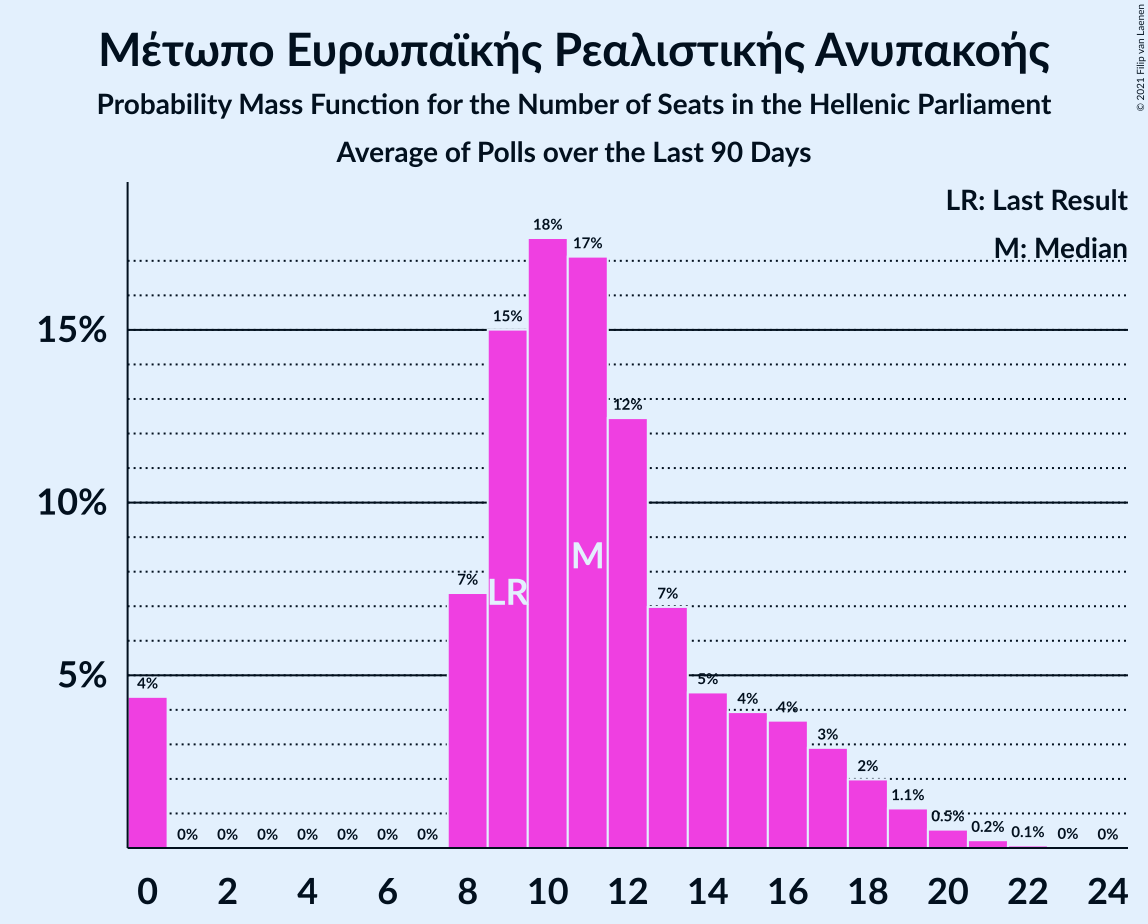 Μέτωπο Ευρωπαϊκής Ρεαλιστικής Ανυπακοής
Probability Mass Function for the Number of Seats in the Hellenic Parliament
Average of Polls over the Last 90 Days
© 2021 Filip van Laenen
LR: Last Result
M: Median
18%
17%
15%
15%
12%
10%
M
7%
LR
7%
5%
4%
5%
4%
4%
3%
2%
1.1%
0.5%
0.2%
0.1%
0% 0% 0% 0% 0% 0% 0% 0% 0%
0 2 4 6 8 10 12 14 16 18 20 22 24